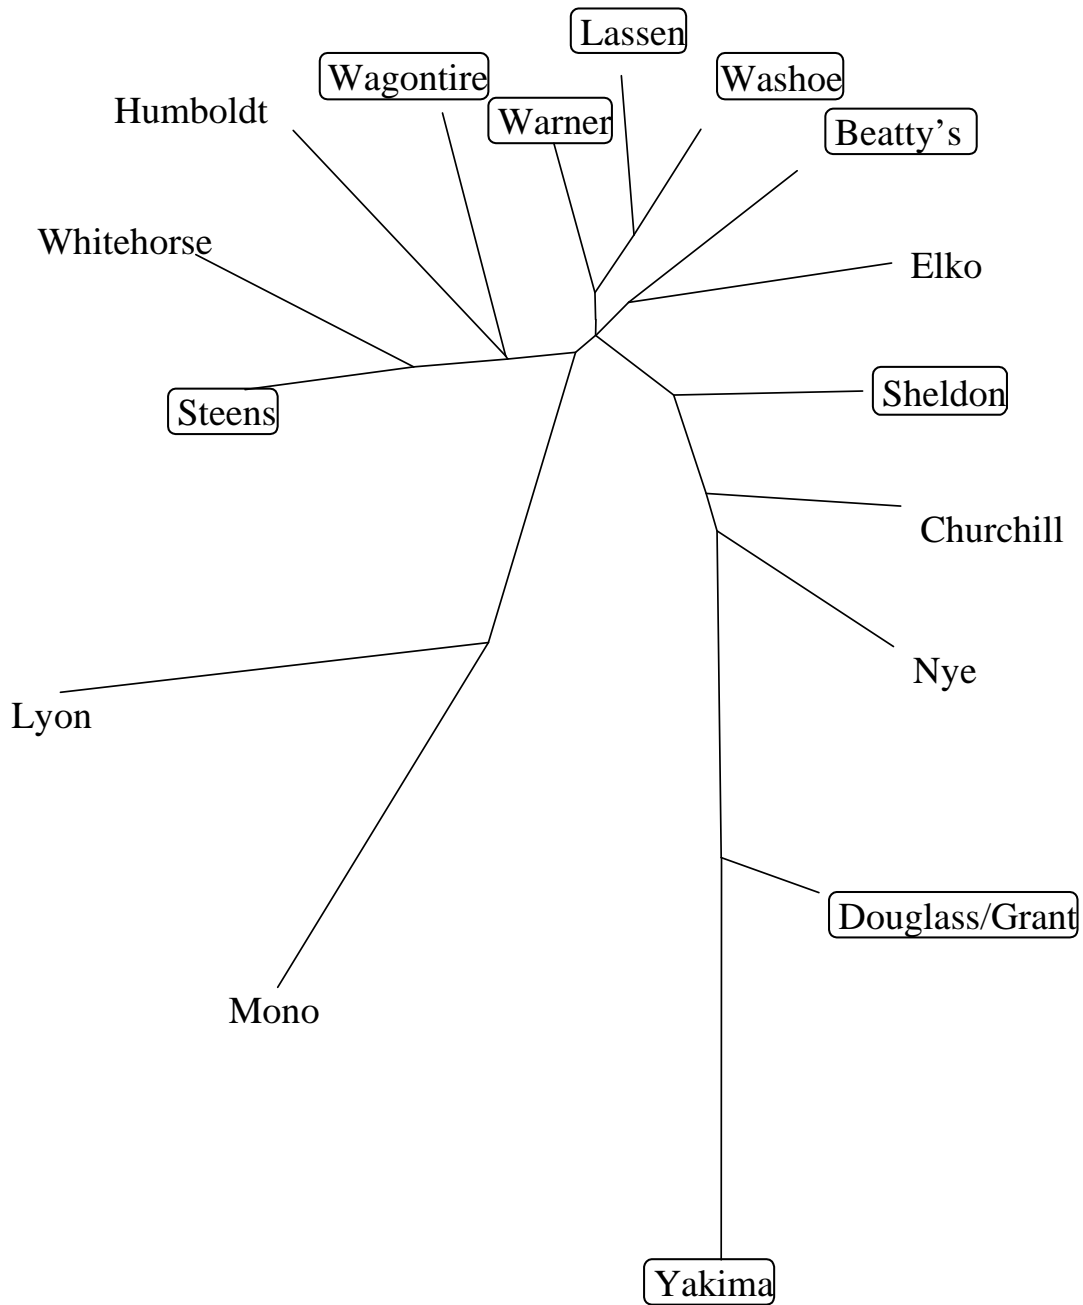 Lassen
Wagontire
Washoe
Humboldt
Warner
Beatty’s
Whitehorse
Elko
Sheldon
Steens
Churchill
Nye
Lyon
Douglass/Grant
Mono
Yakima